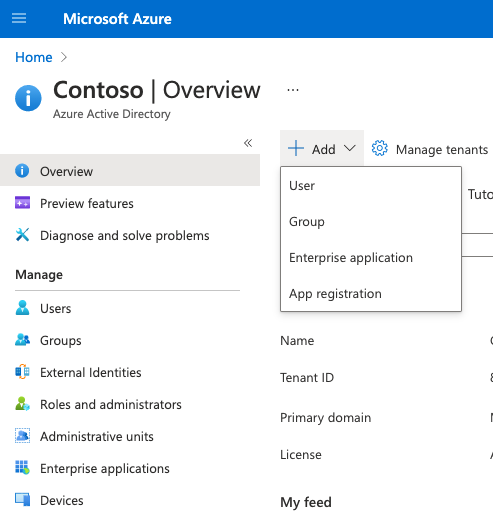 Microsoft Azure
Home
Contoso | Overview
...
Azure Active Directory
Overview
Preview features
Diagnose and solve problems
Manage
Users
Groups
External Identities
Roles and administrators
Administrative units
Enterprise applications
Devices
Add
Manage tenants
User
Group
Enterprise application
App registration
Name
Tenant ID
Primary domain
License
My feed